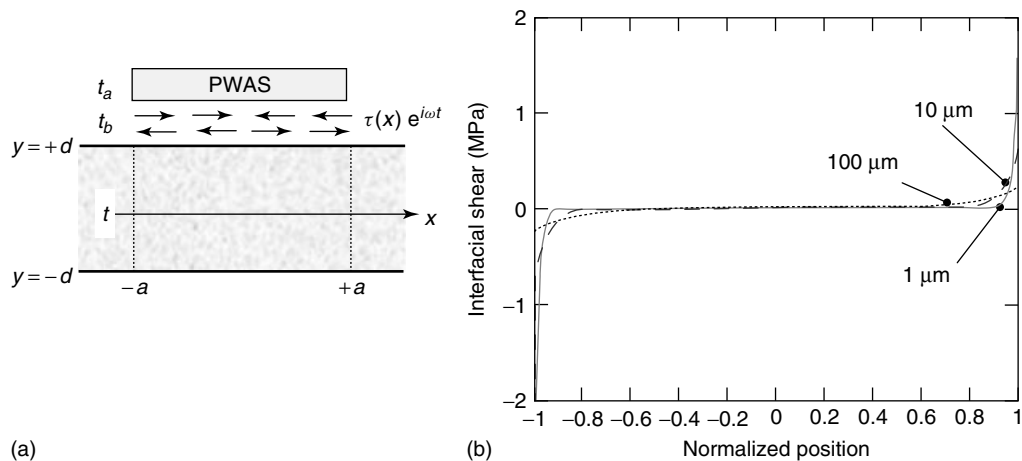 t_a
PWAS
t_b
τ(x) e^{iωt}
y = +d
t
x
y = −d
−a
+a
(a)
Interfacial shear (MPa)
2
1
0
−1
−2
10 μm
100 μm
1 μm
−1 −0.8 −0.6 −0.4 −0.2 0 0.2 0.4 0.6 0.8 1
Normalized position
(b)